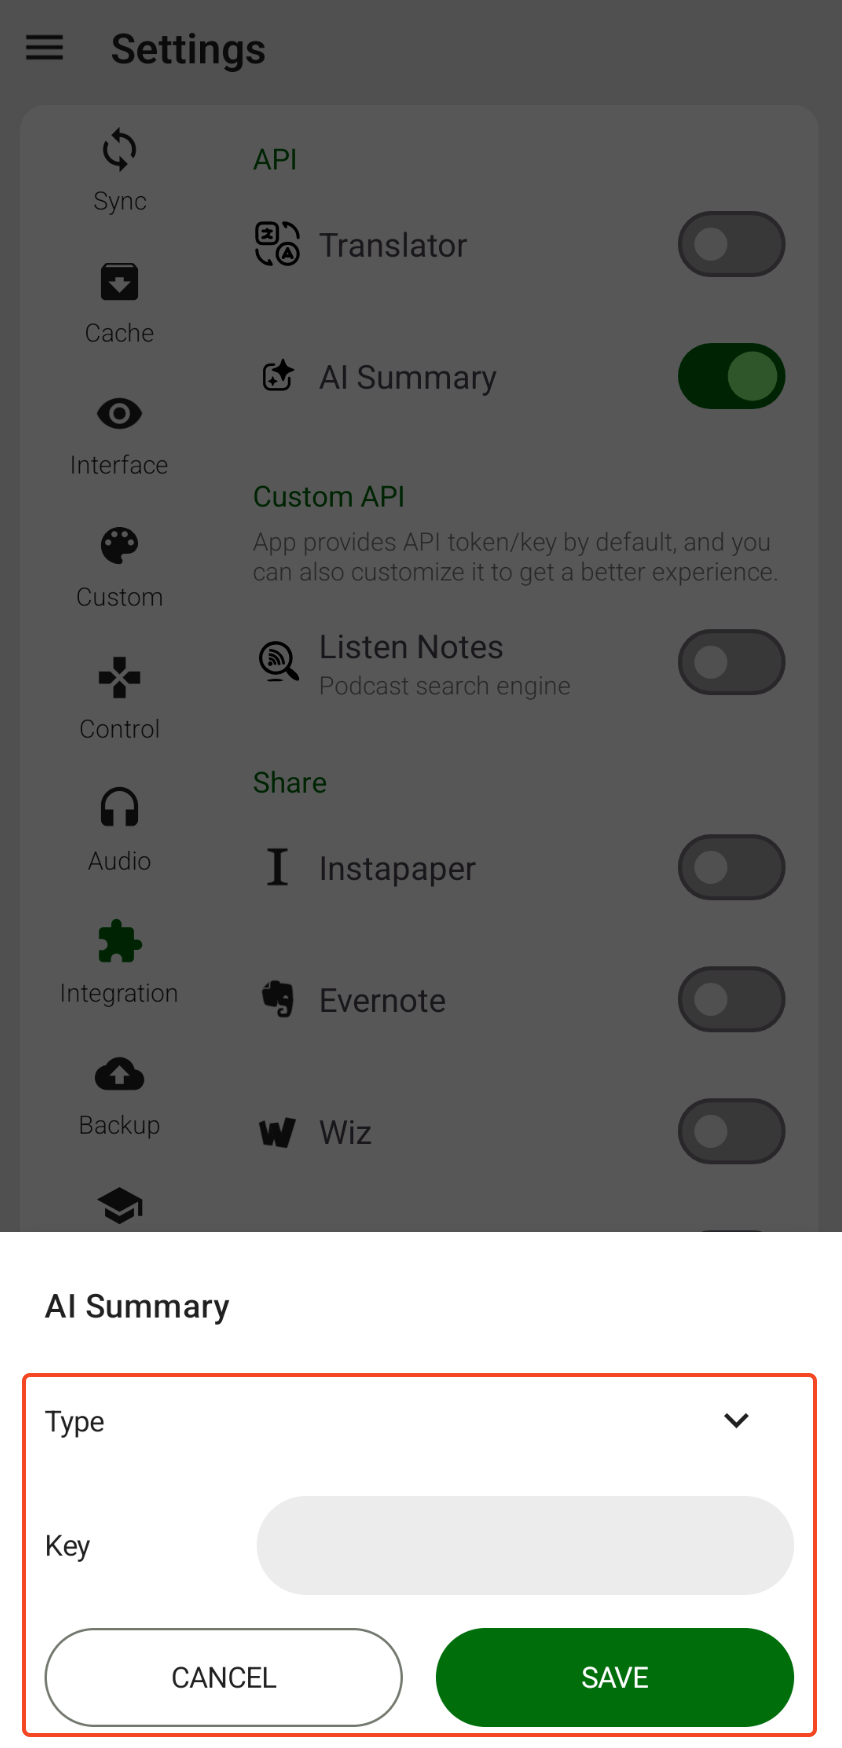 Settings
Sync
Cache
Interface
Custom
Control
Audio
Integration
Backup
API
Translator
AI Summary
Custom API
App provides API token/key by default, and you
can also customize it to get a better experience.
Listen Notes
Podcast search engine
Share
Instapaper
Evernote
Wiz
AI Summary
Type
Key
CANCEL
SAVE